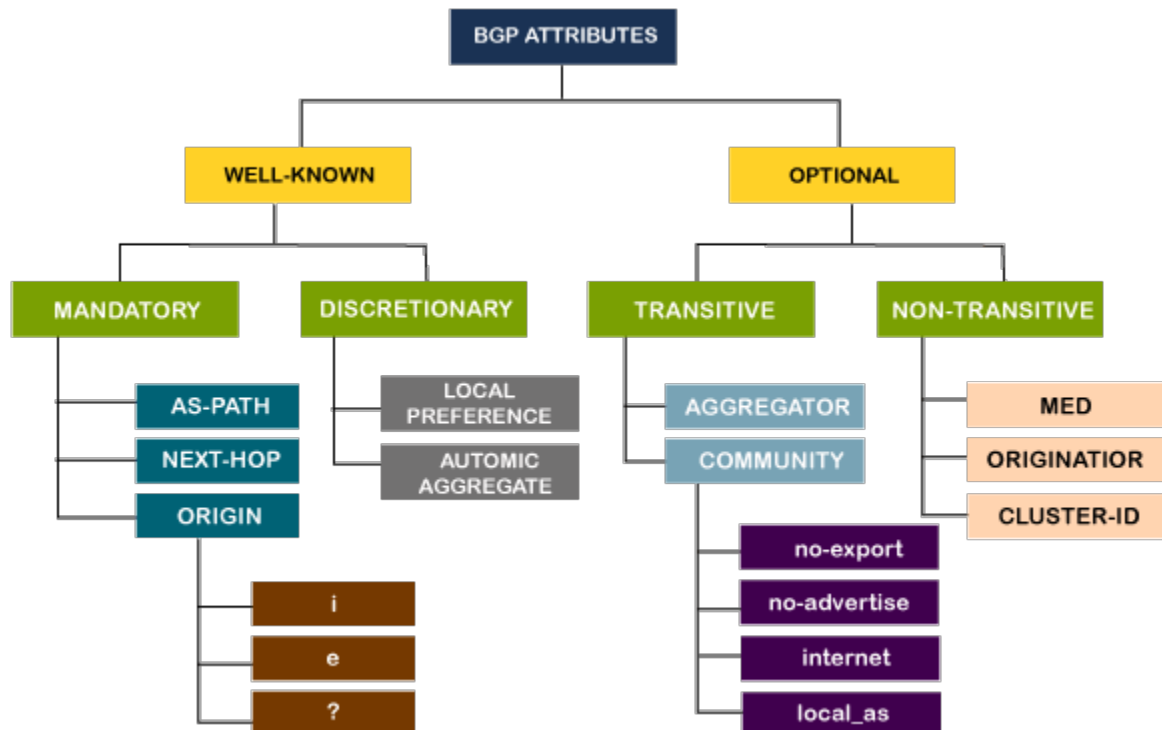 BGP ATTRIBUTES
WELL-KNOWN
OPTIONAL
MANDATORY
DISCRETIONARY
TRANSITIVE
NON-TRANSITIVE
AS-PATH
NEXT-HOP
ORIGIN
i
e
?
LOCAL
PREFERENCE
AUTOMIC
AGGREGATE
AGGREGATOR
COMMUNITY
no-export
no-advertise
internet
local_as
MED
ORIGINATIOR
CLUSTER-ID